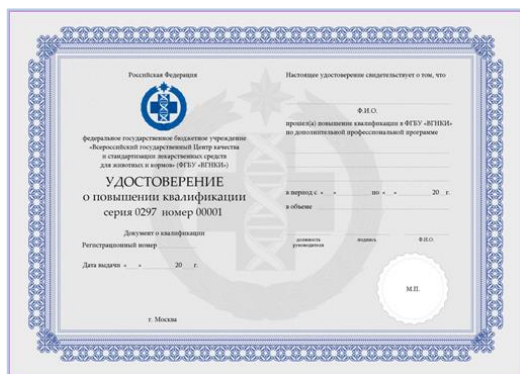 Российская Федерация
федеральное государственное бюджетное учреждение
«Всероссийский государственный Центр качества
и стандартизации лекарственных средств
для животных и кормов» (ФГБУ «ВГНКИ»)
УДОСТОВЕРЕНИЕ
о повышении квалификации
серия 0297 номер 00001
Документ о квалификации
Регистрационный номер
Дата выдачи « » 20 г.
г. Москва
Настоящее удостоверение свидетельствует о том, что
Ф.И.О.
прошел(а) повышение квалификации в ФГБУ «ВГНКИ»
по дополнительной профессиональной программе
в период с « » по « » 20 г.
в объеме
должность подпись Ф.И.О.
руководителя
М.П.